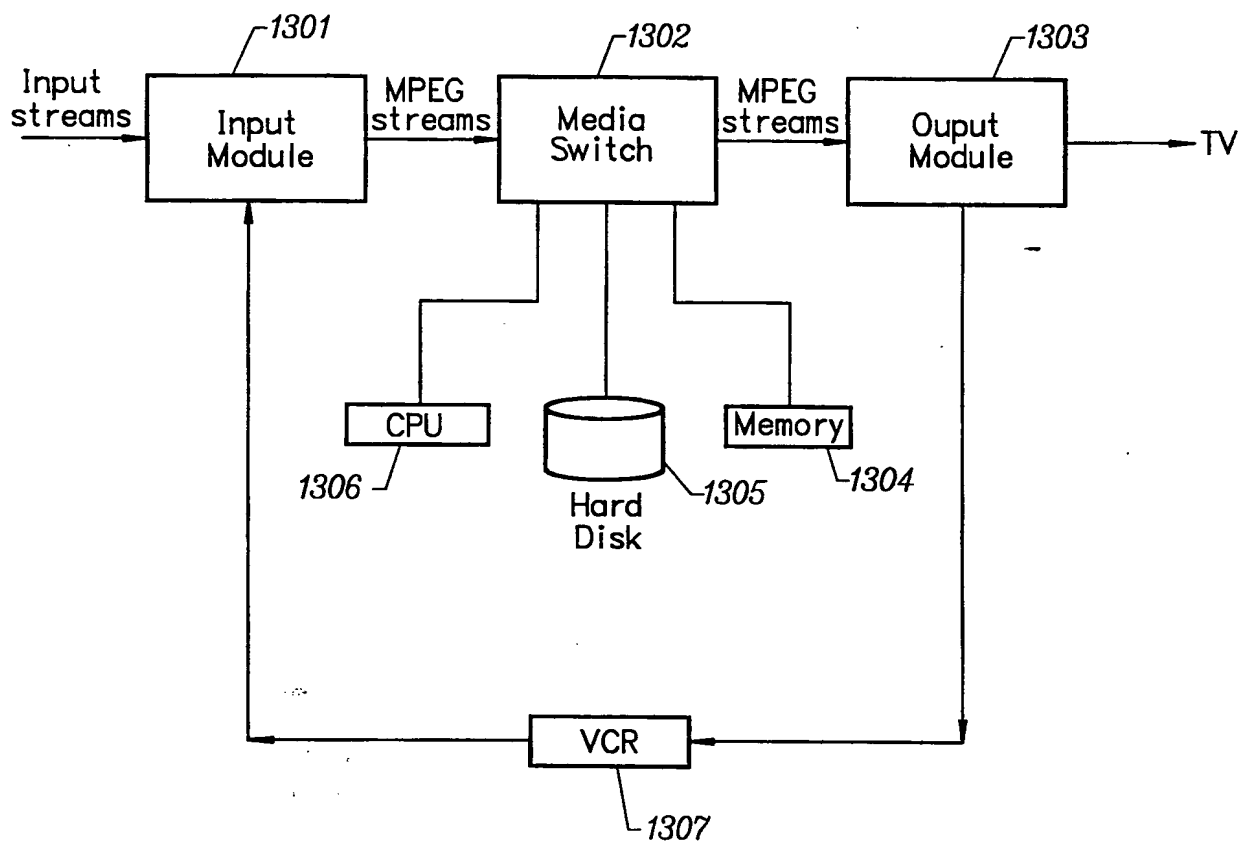 1301
1302
1303
Input
streams
Input
Module
MPEG
streams
Media
Switch
MPEG
streams
Ouput
Module
TV
CPU
1306
Hard
Disk
1305
Memory
1304
VCR
1307